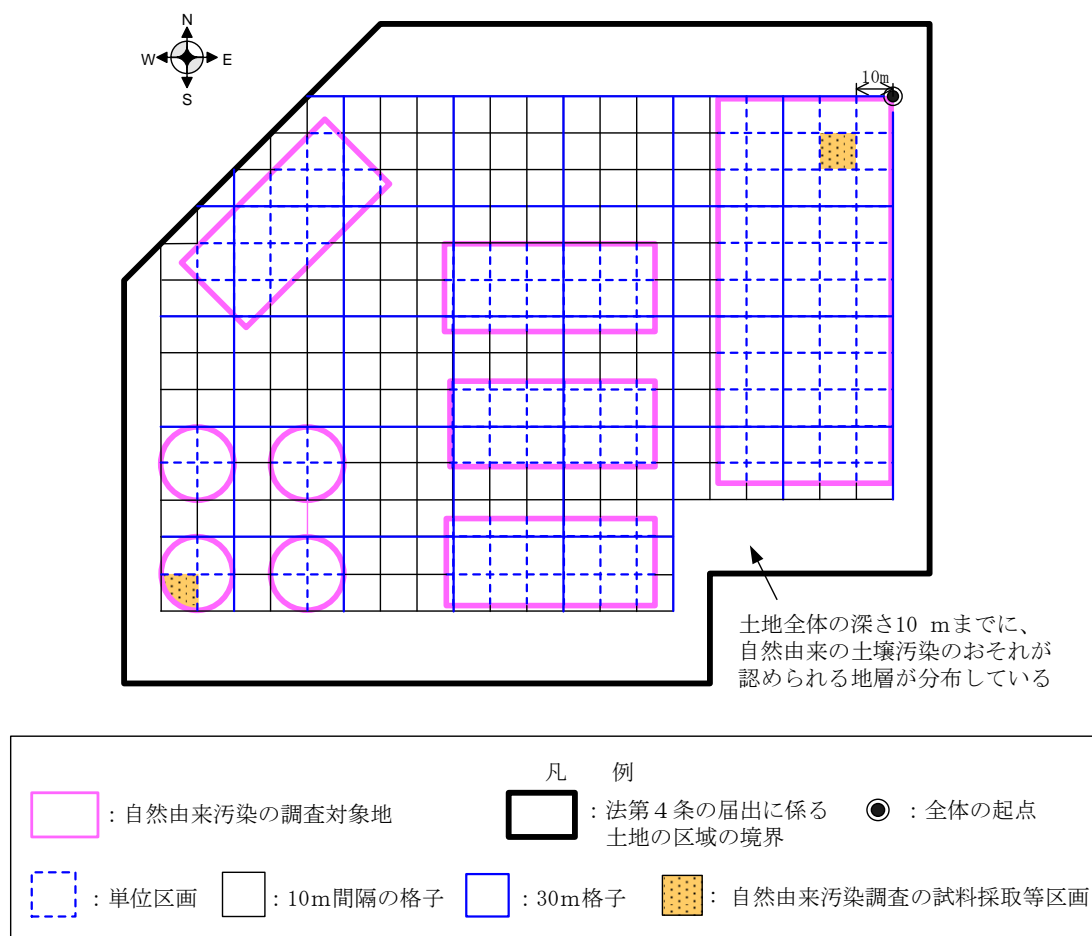 N
W E
S
10m
土地全体の深さ10 mまでに、
自然由来の土壌汚染のおそれが
認められる地層が分布している
凡 例
：自然由来汚染の調査対象地
：法第４条の届出に係る
土地の区域の境界
：全体の起点
：単位区画
：10m間隔の格子
：30m格子
：自然由来汚染調査の試料採取等区画